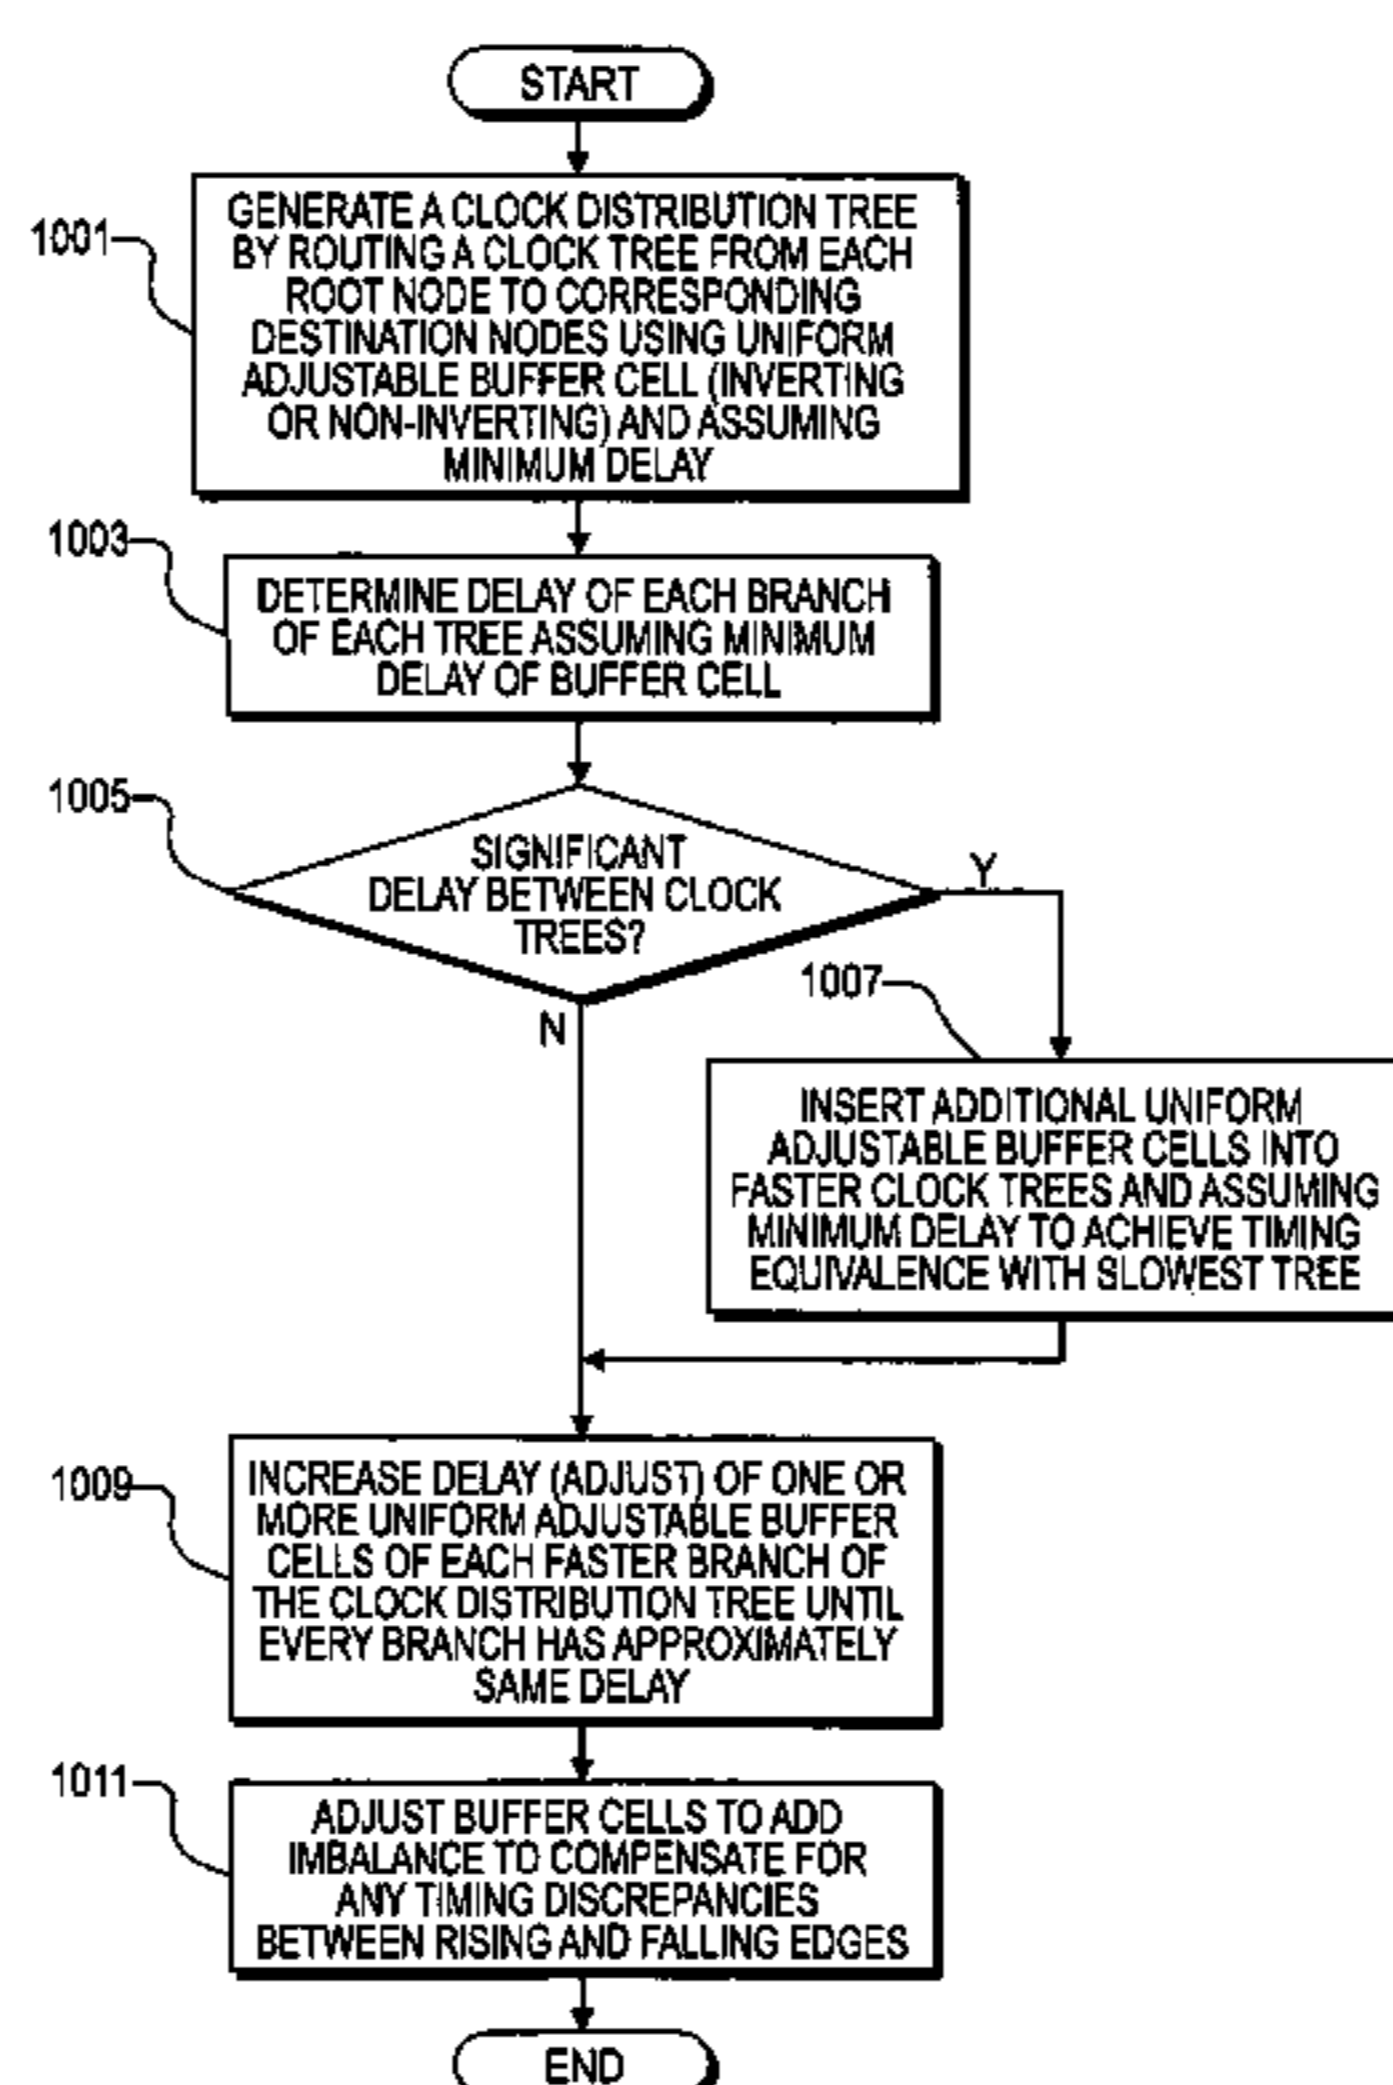 START
1001
GENERATE A CLOCK DISTRIBUTION TREE
BY ROUTING A CLOCK TREE FROM EACH
ROOT NODE TO CORRESPONDING
DESTINATION NODES USING UNIFORM
ADJUSTABLE BUFFER CELL (INVERTING
OR NON-INVERTING) AND ASSUMING
MINIMUM DELAY
1003
DETERMINE DELAY OF EACH BRANCH
OF EACH TREE ASSUMING MINIMUM
DELAY OF BUFFER CELL
1005
SIGNIFICANT
DELAY BETWEEN CLOCK
TREES?
Y
N
1007
INSERT ADDITIONAL UNIFORM
ADJUSTABLE BUFFER CELLS INTO
FASTER CLOCK TREES AND ASSUMING
MINIMUM DELAY TO ACHIEVE TIMING
EQUIVALENCE WITH SLOWEST TREE
1009
INCREASE DELAY (ADJUST) OF ONE OR
MORE UNIFORM ADJUSTABLE BUFFER
CELLS OF EACH FASTER BRANCH OF
THE CLOCK DISTRIBUTION TREE UNTIL
EVERY BRANCH HAS APPROXIMATELY
SAME DELAY
1011
ADJUST BUFFER CELLS TO ADD
IMBALANCE TO COMPENSATE FOR
ANY TIMING DISCREPANCIES
BETWEEN RISING AND FALLING EDGES
END